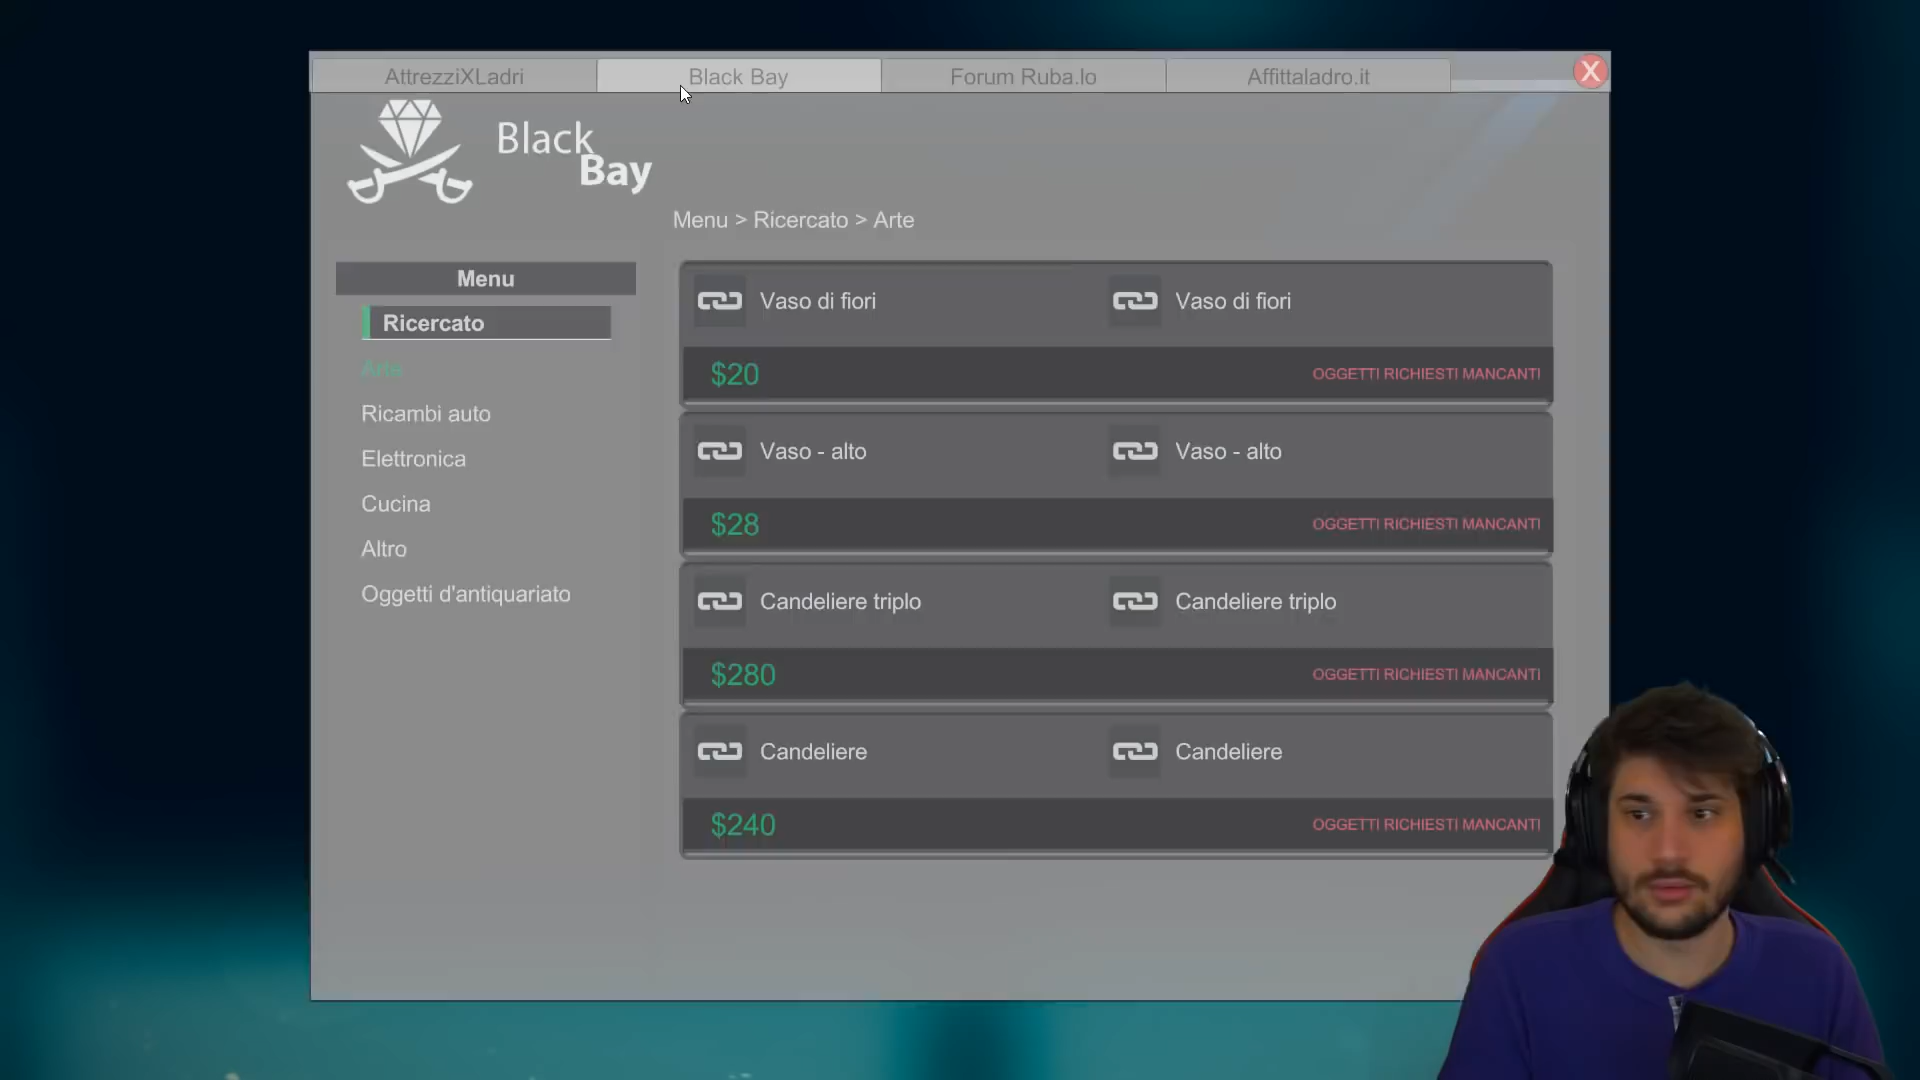 AttrezziXLadri
Black Bay
Forum Ruba.lo
Affittaladro.it
X
Black
Bay
Menu > Ricercato > Arte
Menu
Ricercato
Arte
Ricambi auto
Elettronica
Cucina
Altro
Oggetti d'antiquariato
Vaso di fiori
Vaso di fiori
$20
OGGETTI RICHIESTI MANCANTI
Vaso - alto
Vaso - alto
$28
OGGETTI RICHIESTI MANCANTI
Candeliere triplo
Candeliere triplo
$280
OGGETTI RICHIESTI MANCANTI
Candeliere
Candeliere
$240
OGGETTI RICHIESTI MANCANTI